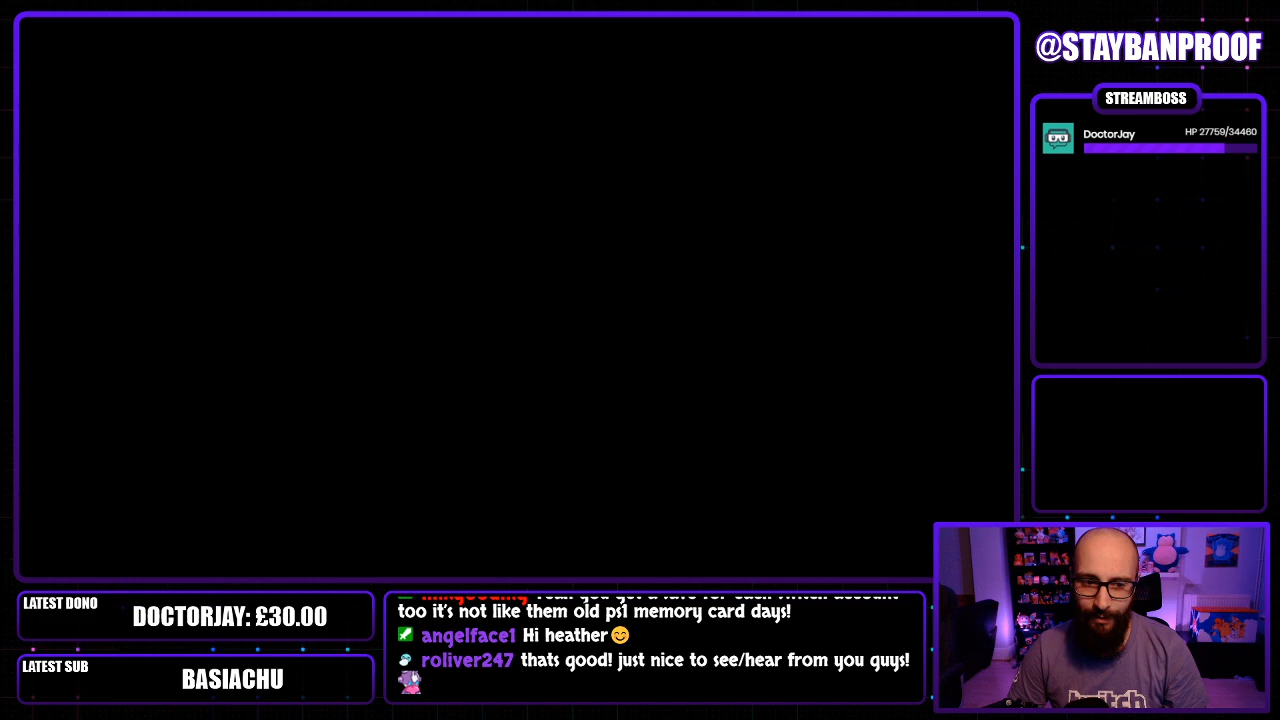 @STAYBANPROOF
STREAMBOSS
DoctorJay HP 27759/34460
LATEST DONO
DOCTORJAY: £30.00
LATEST SUB
BASIACHU
too it's not like them old ps1 memory card days!
angelface1 Hi heather😊
roliver247 thats good! just nice to see/hear from you guys!
twitch